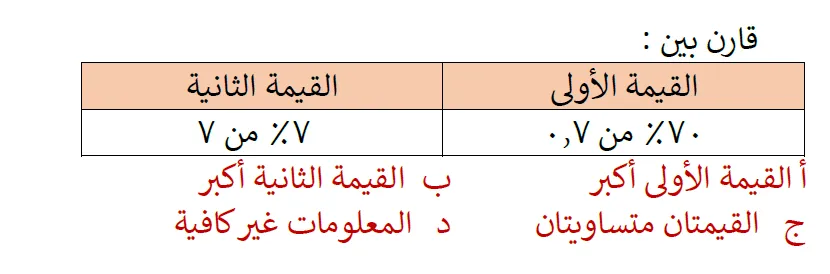 قارن بين :
القيمة الأولى القيمة الثانية
٧٠٪ من ٠,٧ ٧٪ من ٧
أ القيمة الأولى أكبر ب القيمة الثانية أكبر
ج القيمتان متساويتان د المعلومات غير كافية